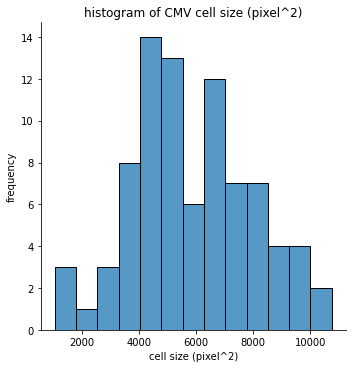 histogram of CMV cell size (pixel^2)
14
12
10
8
6
4
2
0
frequency
2000 4000 6000 8000 10000
cell size (pixel^2)